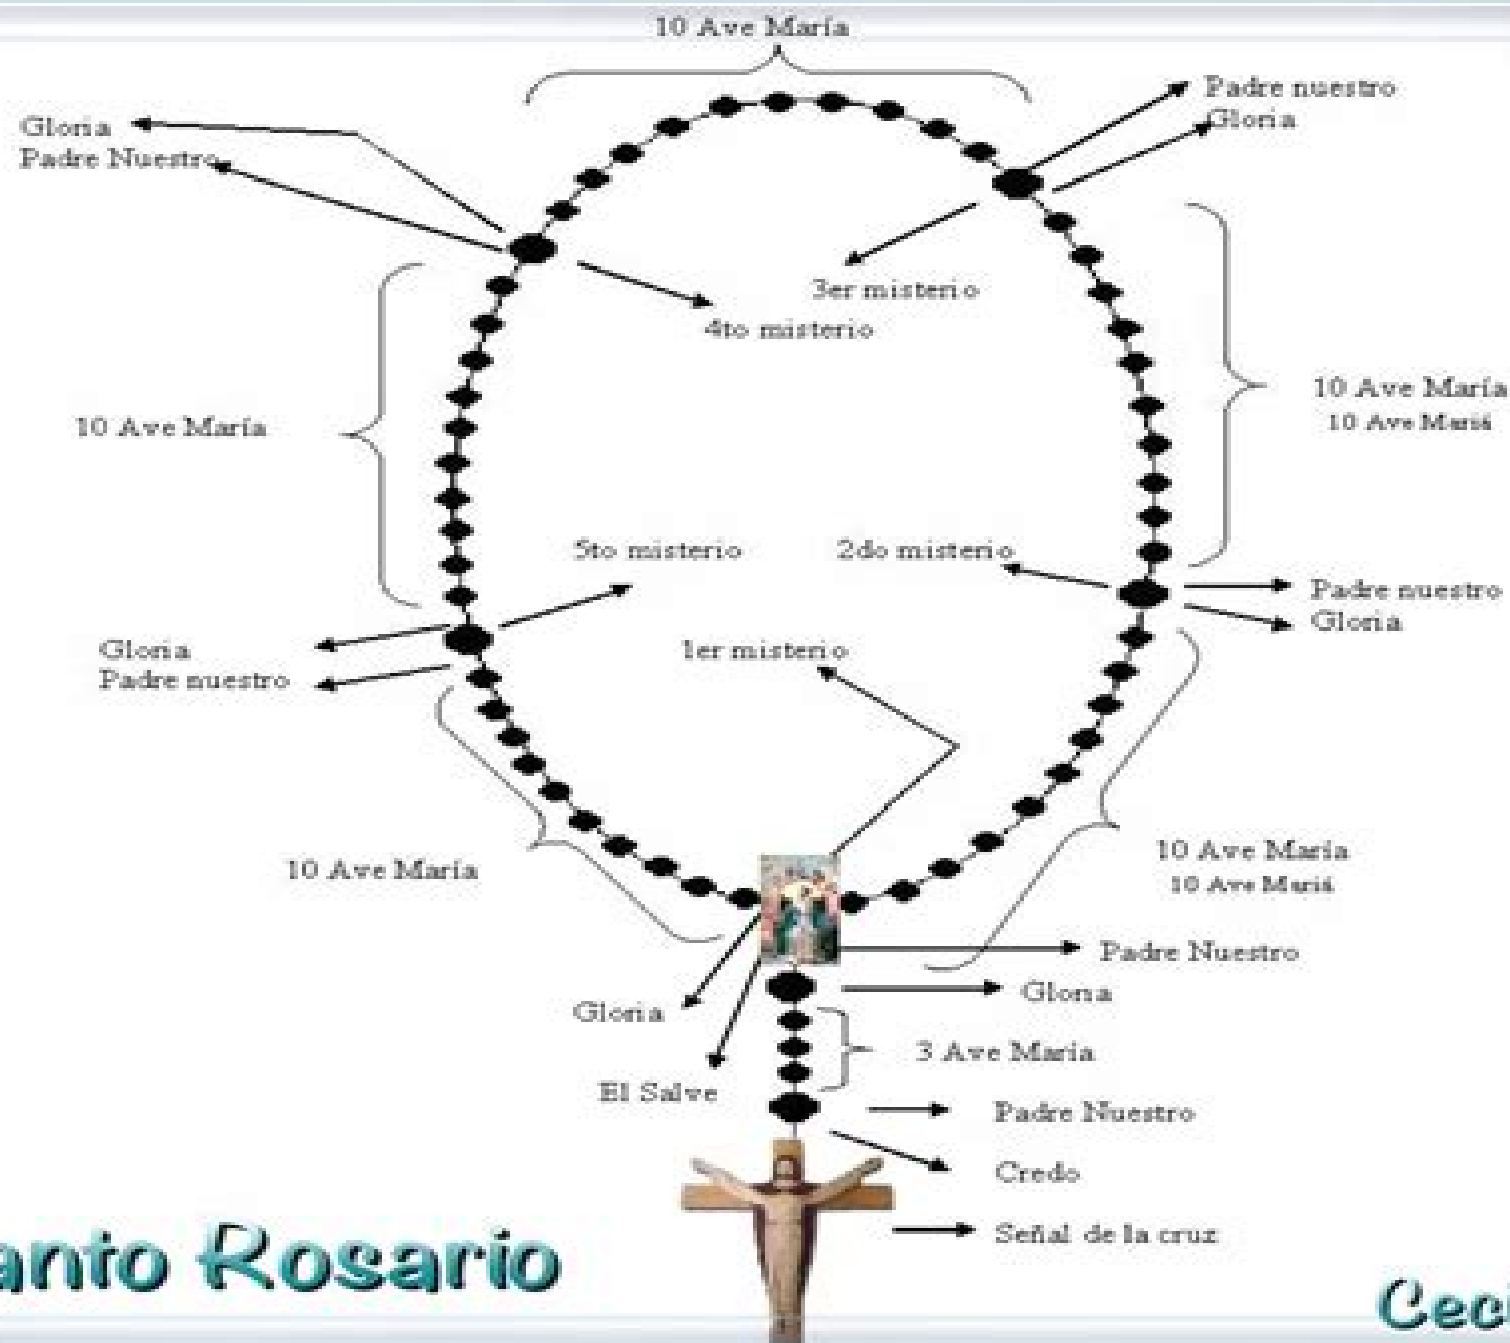 10 Ave María
Padre nuestro
Gloria
Gloria
Padre Nuestro
3er misterio
4to misterio
10 Ave María
10 Ave María
10 Ave Mariá
5to misterio
2do misterio
Padre nuestro
Gloria
1er misterio
Gloria
Padre nuestro
10 Ave María
10 Ave María
10 Ave Mariá
Padre Nuestro
Gloria
Gloria
3 Ave María
El Salve
Padre Nuestro
Credo
Señal de la cruz
anto Rosario
Ceci